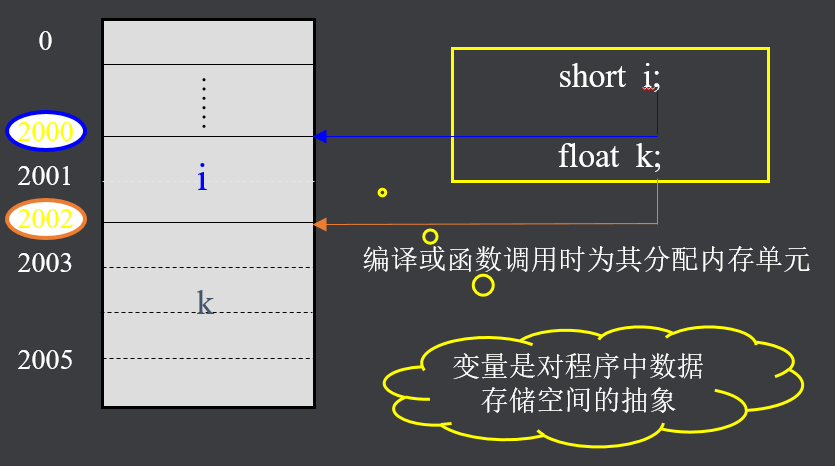 0
2000
2001
2002
2003
2005
i
k
short i;
float k;
编译或函数调用时为其分配内存单元
变量是对程序中数据
存储空间的抽象